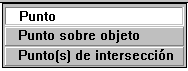 Punto
Punto sobre objeto
Punto(s) de intersección